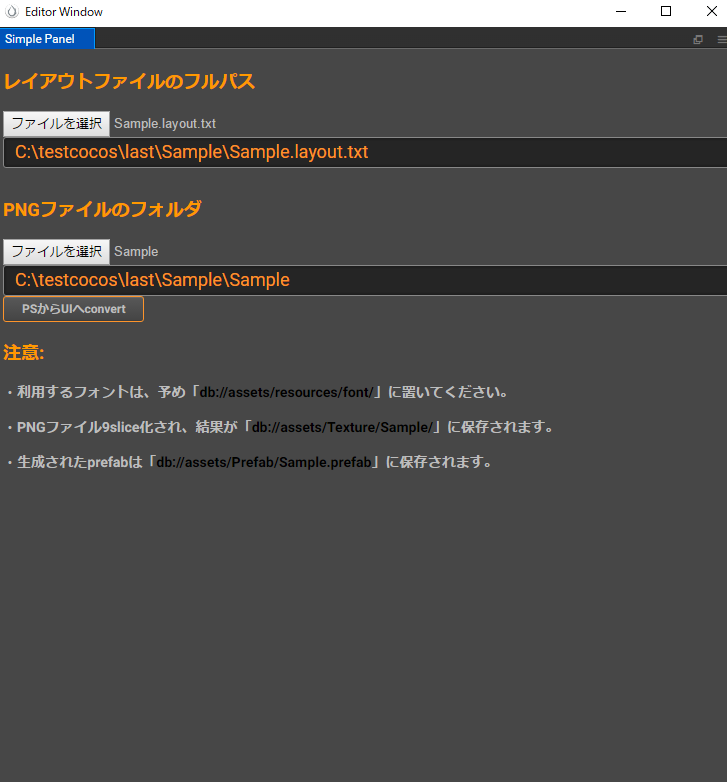 Editor Window
Simple Panel
レイアウトファイルのフルパス
ファイルを選択 Sample.layout.txt
C:\testcocos\last\Sample\Sample.layout.txt
PNGファイルのフォルダ
ファイルを選択 Sample
C:\testcocos\last\Sample\Sample
PSからUIへconvert
注意:
・利用するフォントは、予め「db://assets/resources/font/」に置いてください。
・PNGファイル9slice化され、結果が「db://assets/Texture/Sample/」に保存されます。
・生成されたprefabは「db://assets/Prefab/Sample.prefab」に保存されます。